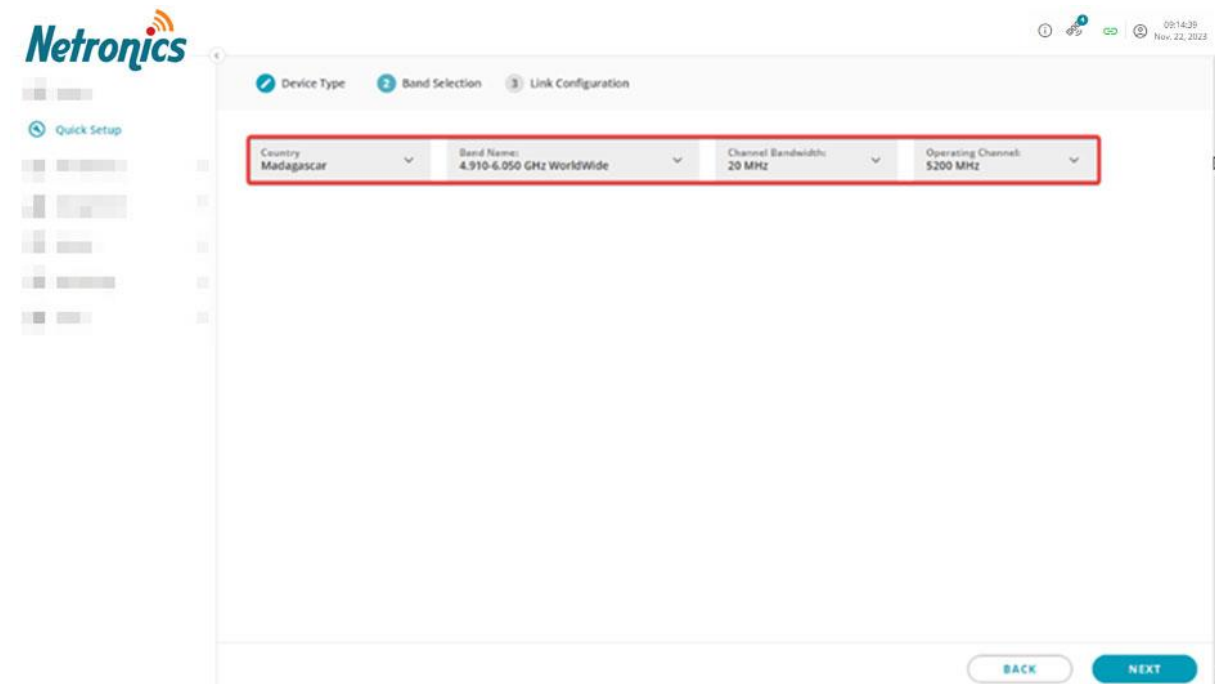 Netronics
4
09:14:39
Nov. 22, 2023
Device Type
2 Band Selection
3 Link Configuration
Quick Setup
Country
Madagascar
Band Name:
4.910-6.050 GHz WorldWide
Channel Bandwidth:
20 MHz
Operating Channel:
5200 MHz
BACK
NEXT